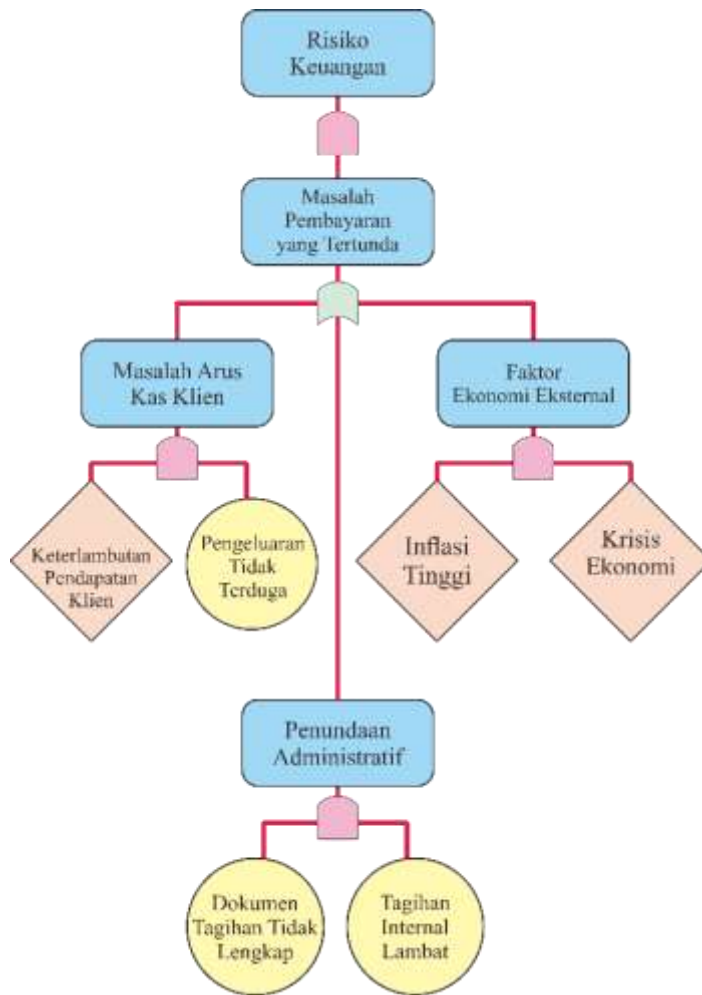 Risiko
Keuangan
Masalah
Pembayaran
yang Tertunda
Masalah Arus
Kas Klien
Faktor
Ekonomi Eksternal
Keterlambatan
Pendapatan
Klien
Pengeluaran
Tidak
Terduga
Inflasi
Tinggi
Krisis
Ekonomi
Penundaan
Administratif
Dokumen
Tagihan Tidak
Lengkap
Tagihan
Internal
Lambat